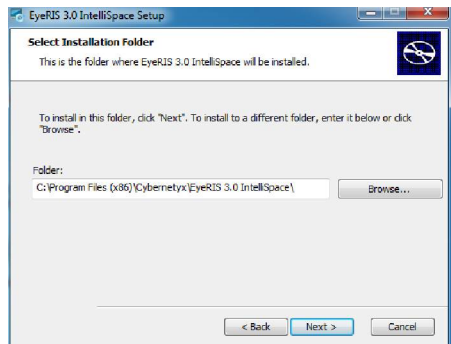 EyeRIS 3.0 IntelliSpace Setup
Select Installation Folder
This is the folder where EyeRIS 3.0 IntelliSpace will be installed.
To install in this folder, click "Next". To install to a different folder, enter it below or click
"Browse".
Folder:
C:\Program Files (x86)\Cybernetyx\EyeRIS 3.0 IntelliSpace\
Browse...
< Back
Next >
Cancel